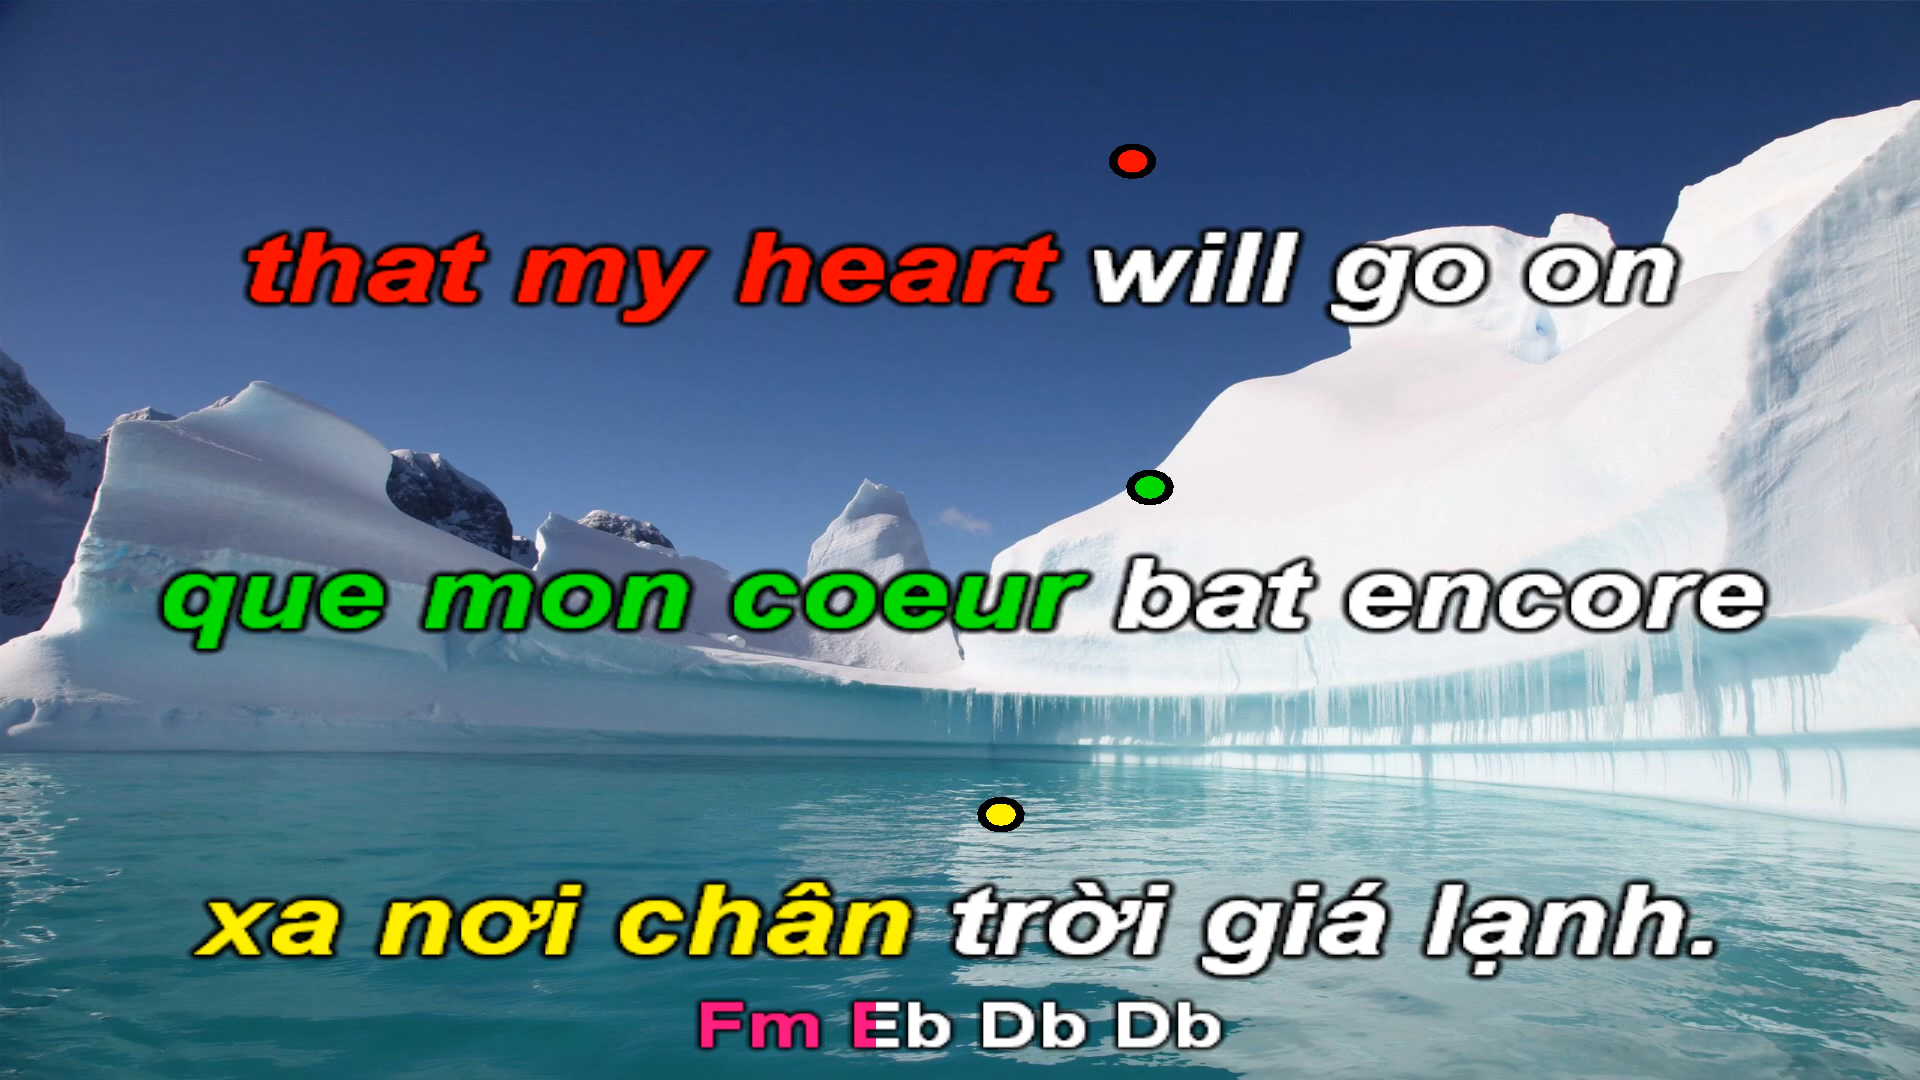 that my heart will go on
que mon coeur bat encore
xa nơi chân trời giá lạnh.
Fm Eb Db Db